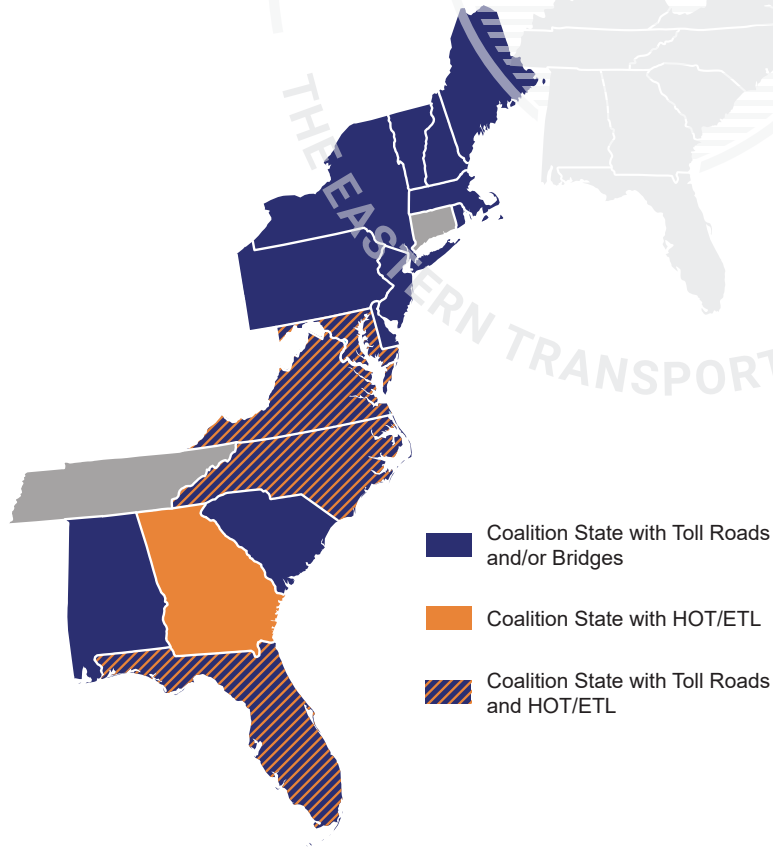 THE EASTERN TRANSPORT
Coalition State with Toll Roads
and/or Bridges
Coalition State with HOT/ETL
Coalition State with Toll Roads
and HOT/ETL